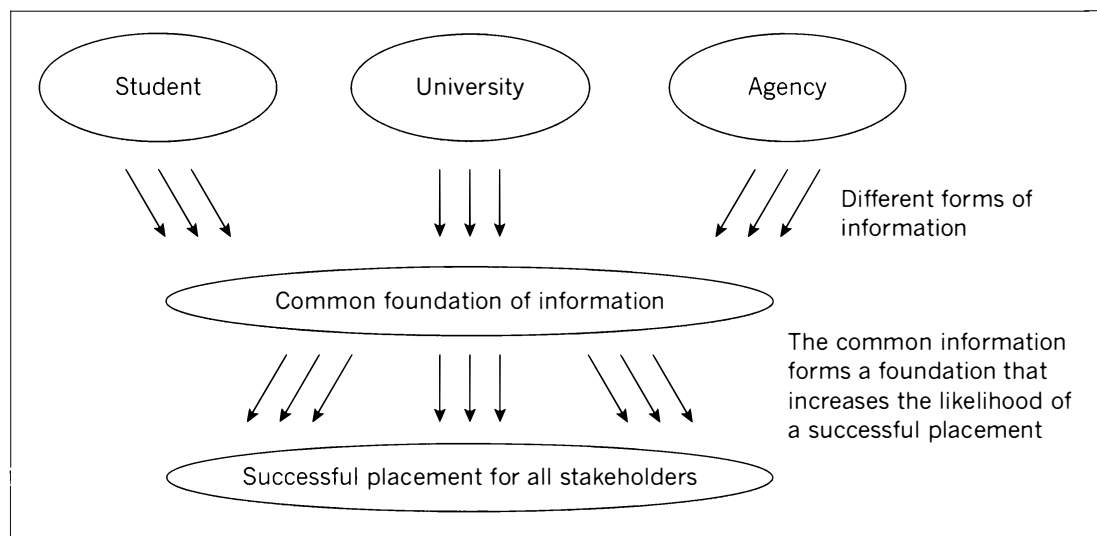 Student
University
Agency
Different forms of
information
Common foundation of information
The common information
forms a foundation that
increases the likelihood of
a successful placement
Successful placement for all stakeholders